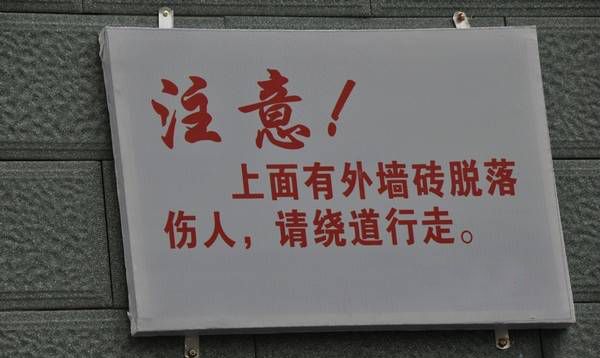 注意！
上面有外墙砖脱落
伤人，请绕道行走。